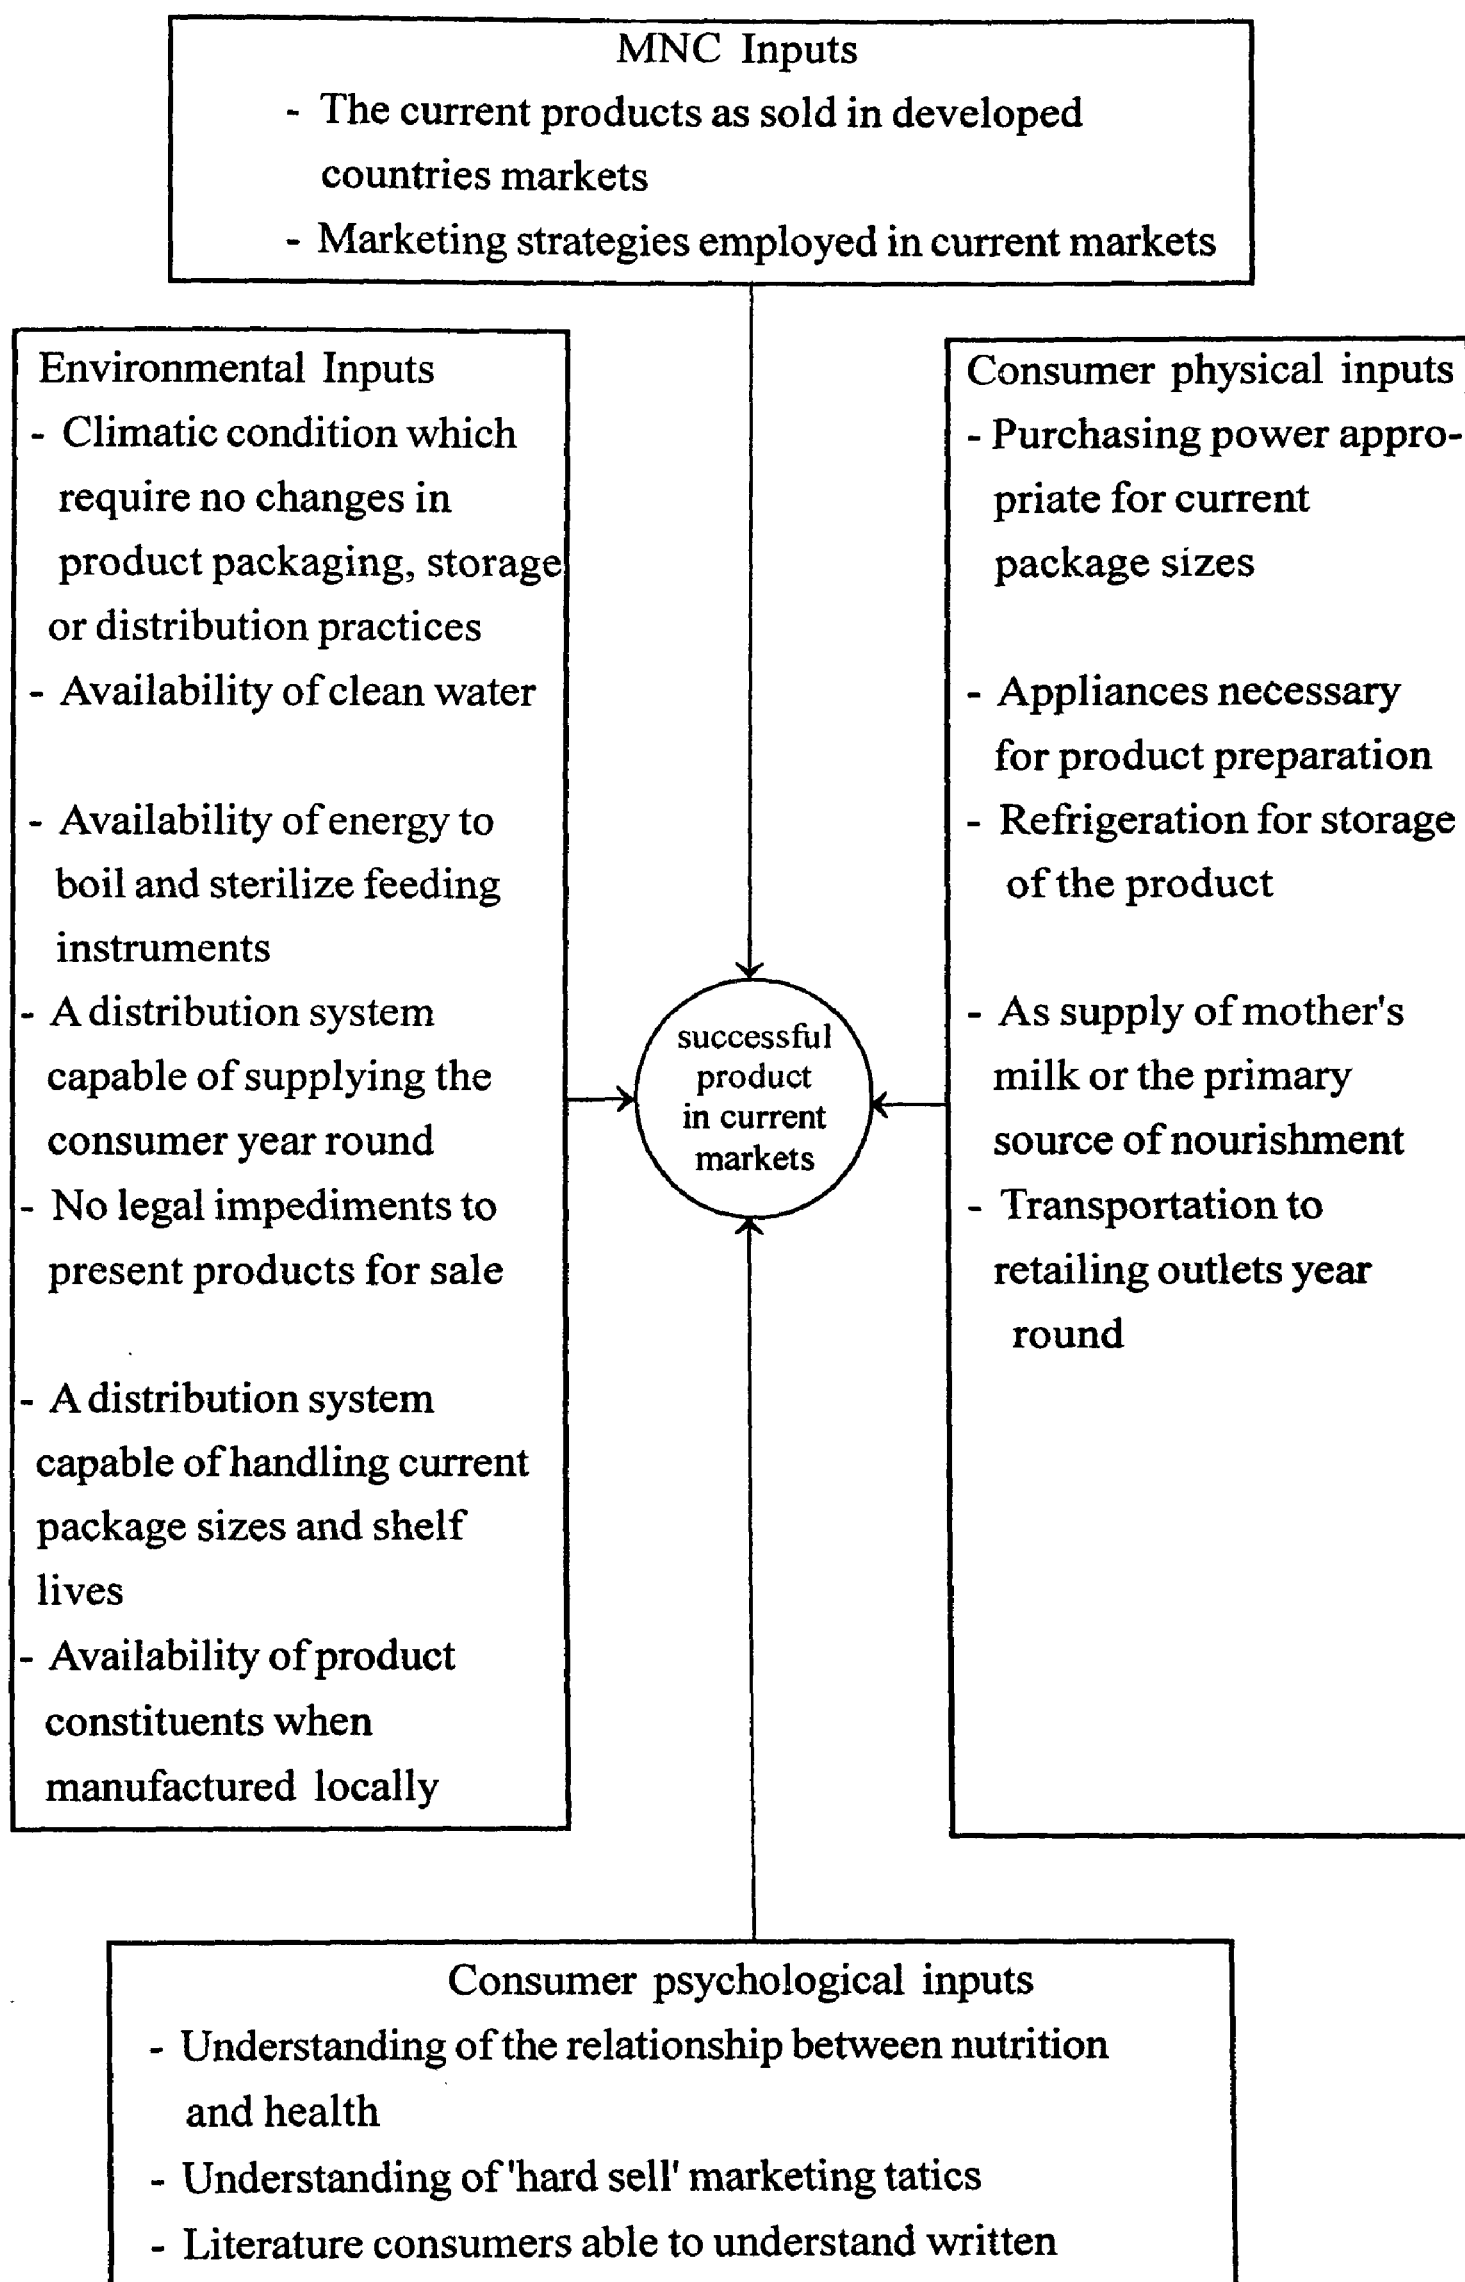 MNC Inputs
- The current products as sold in developed
countries markets
- Marketing strategies employed in current markets
Environmental Inputs
- Climatic condition which
require no changes in
product packaging, storage
or distribution practices
- Availability of clean water
- Availability of energy to
boil and sterilize feeding
instruments
- A distribution system
capable of supplying the
consumer year round
- No legal impediments to
present products for sale
- A distribution system
capable of handling current
package sizes and shelf
lives
- Availability of product
constituents when
manufactured locally
successful
product
in current
markets
Consumer physical inputs
- Purchasing power appro-
priate for current
package sizes
- Appliances necessary
for product preparation
- Refrigeration for storage
of the product
- As supply of mother's
milk or the primary
source of nourishment
- Transportation to
retailing outlets year
round
Consumer psychological inputs
- Understanding of the relationship between nutrition
and health
- Understanding of 'hard sell' marketing tatics
- Literature consumers able to understand written